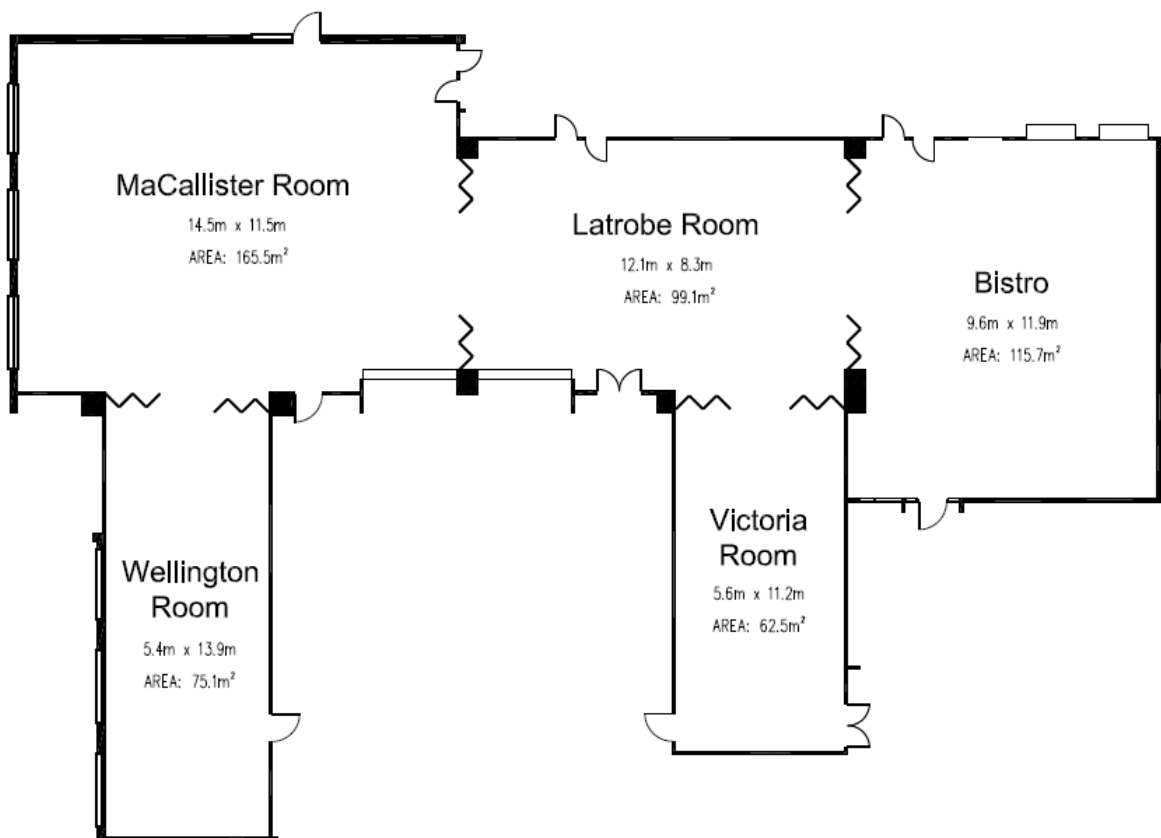 MaCallister Room
14.5m x 11.5m
AREA: 165.5m²
Latrobe Room
12.1m x 8.3m
AREA: 99.1m²
Bistro
9.6m x 11.9m
AREA: 115.7m²
Wellington
Room
5.4m x 13.9m
AREA: 75.1m²
Victoria
Room
5.6m x 11.2m
AREA: 62.5m²